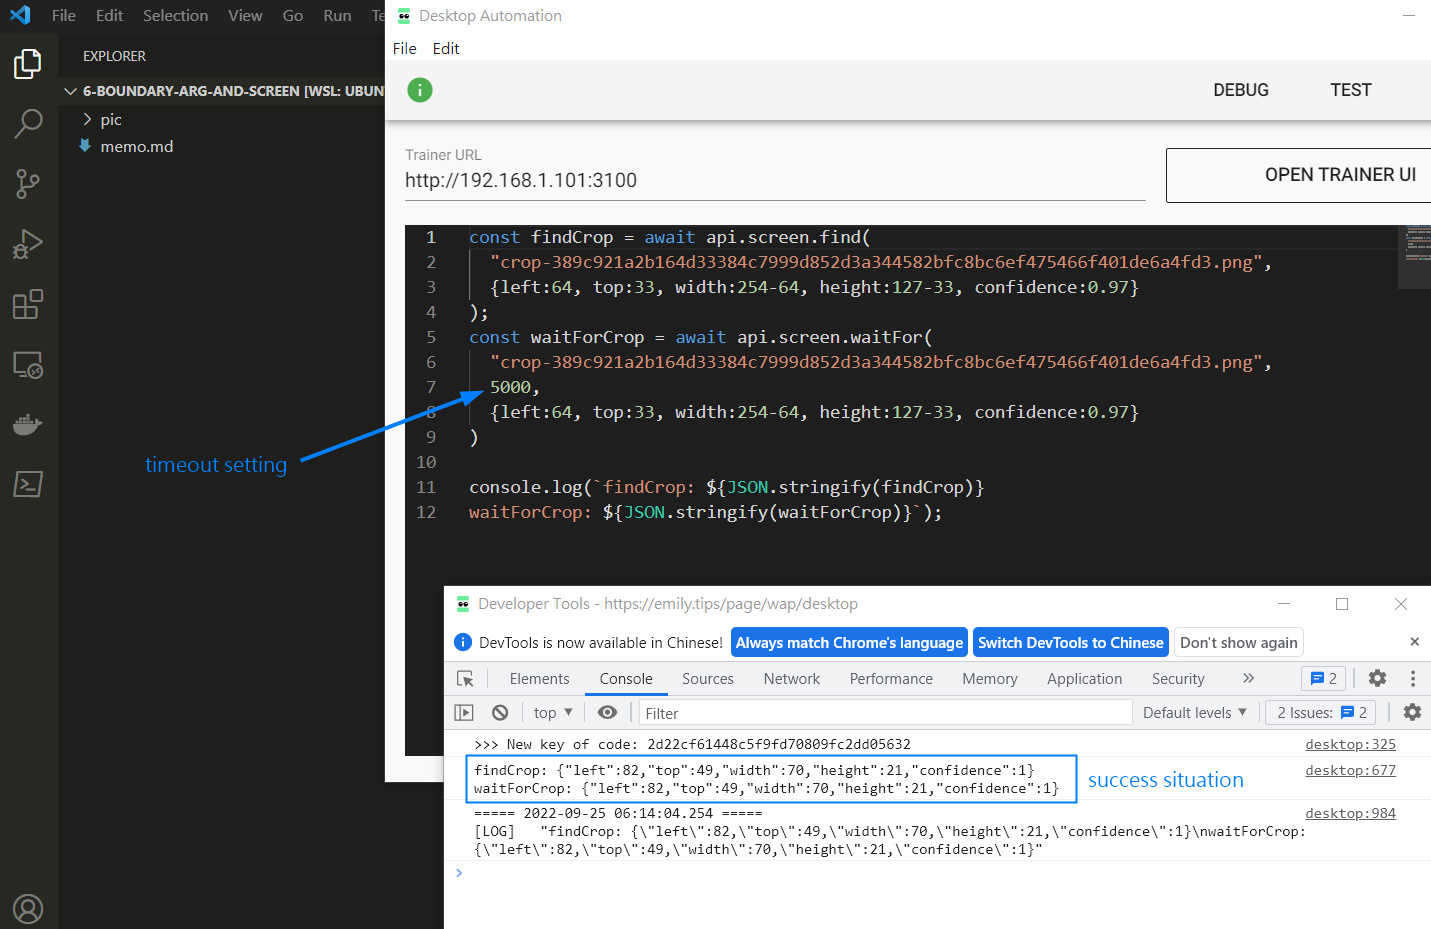 File Edit Selection View Go Run Te
EXPLORER
6-BOUNDARY-ARG-AND-SCREEN [WSL: UBUN
pic
memo.md
Desktop Automation
File Edit
DEBUG TEST
Trainer URL
http://192.168.1.101:3100
OPEN TRAINER UI
1 const findCrop = await api.screen.find(
2 "crop-389c921a2b164d33384c7999d852d3a344582bfc8bc6ef475466f401de6a4fd3.png",
3 {left:64, top:33, width:254-64, height:127-33, confidence:0.97}
4 );
5 const waitForCrop = await api.screen.waitFor(
6 "crop-389c921a2b164d33384c7999d852d3a344582bfc8bc6ef475466f401de6a4fd3.png",
7 5000,
8 {left:64, top:33, width:254-64, height:127-33, confidence:0.97}
9 )
10
11 console.log(`findCrop: ${JSON.stringify(findCrop)}
12 waitForCrop: ${JSON.stringify(waitForCrop)}`);
timeout setting
Developer Tools - https://emily.tips/page/wap/desktop
DevTools is now available in Chinese! Always match Chrome's language Switch DevTools to Chinese Don't show again
Elements Console Sources Network Performance Memory Application Security 2
top Filter Default levels 2 Issues: 2
>>> New key of code: 2d22cf61448c5f9fd70809fc2dd05632 desktop:325
findCrop: {"left":82,"top":49,"width":70,"height":21,"confidence":1} desktop:677
waitForCrop: {"left":82,"top":49,"width":70,"height":21,"confidence":1}
success situation
===== 2022-09-25 06:14:04.254 ===== desktop:984
[LOG] "findCrop: {\"left\":82,\"top\":49,\"width\":70,\"height\":21,\"confidence\":1}\nwaitForCrop:
{\"left\":82,\"top\":49,\"width\":70,\"height\":21,\"confidence\":1}"